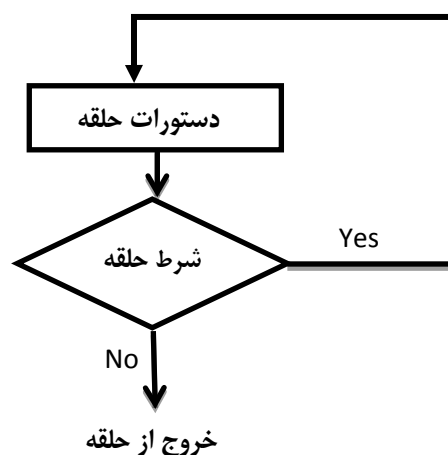 دستورات حلقه
شرط حلقه
Yes
No
خروج از حلقه